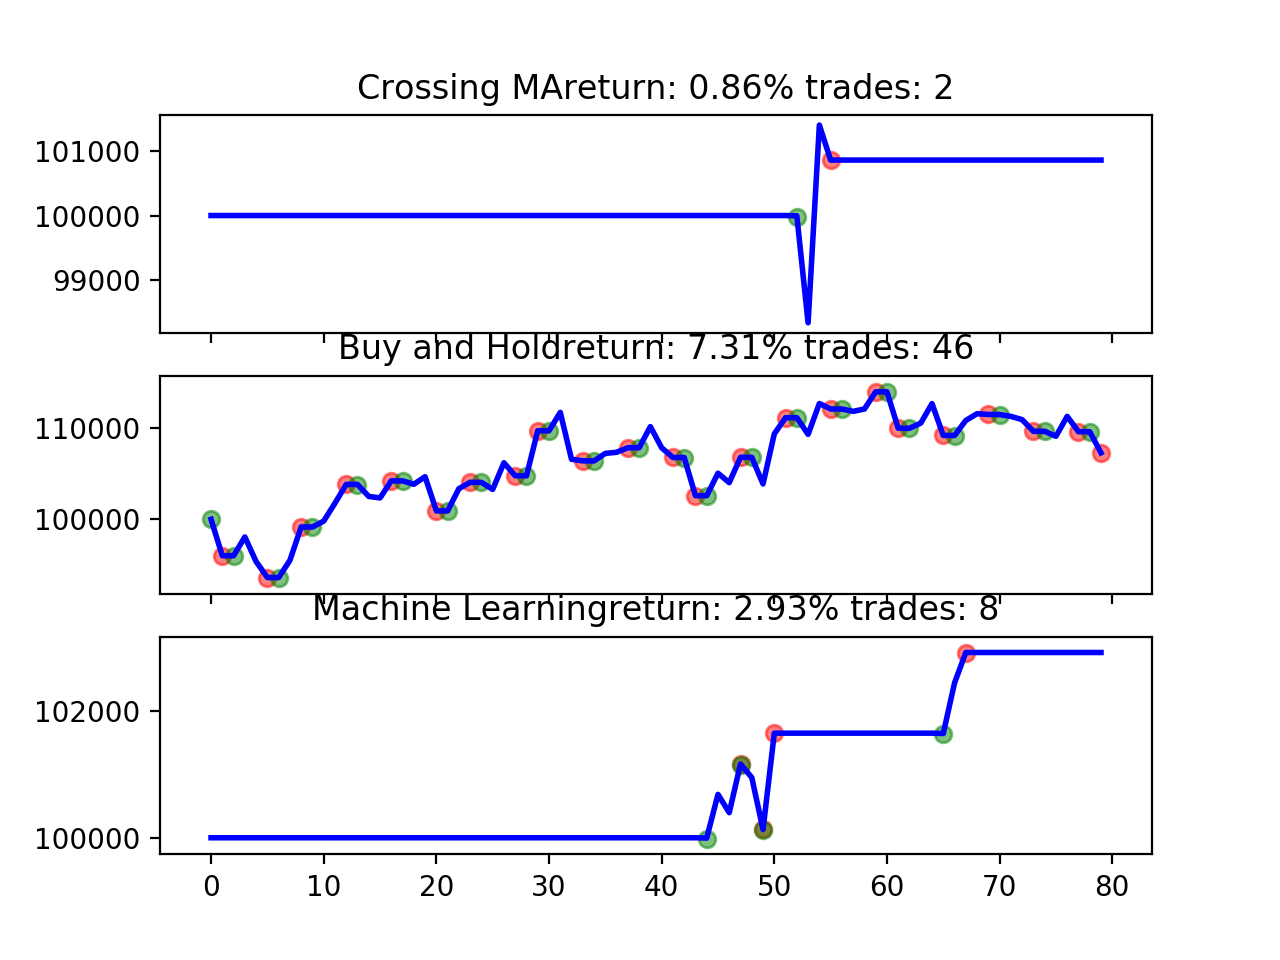 Crossing MAreturn: 0.86% trades: 2
101000
100000
99000
Buy and Holdreturn: 7.31% trades: 46
110000
100000
Machine Learningreturn: 2.93% trades: 8
102000
100000
0 10 20 30 40 50 60 70 80